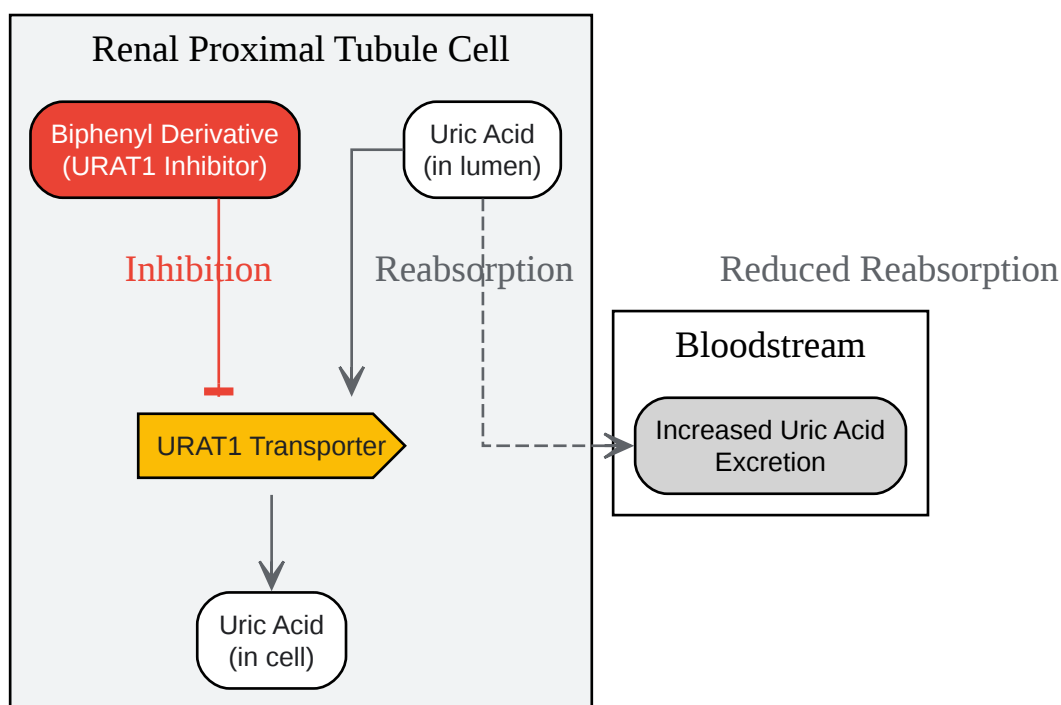 Renal Proximal Tubule Cell
Biphenyl Derivative
(URAT1 Inhibitor)
Uric Acid
(in lumen)
Inhibition
Reabsorption
Reduced Reabsorption
Bloodstream
Increased Uric Acid
Excretion
URAT1 Transporter
Uric Acid
(in cell)